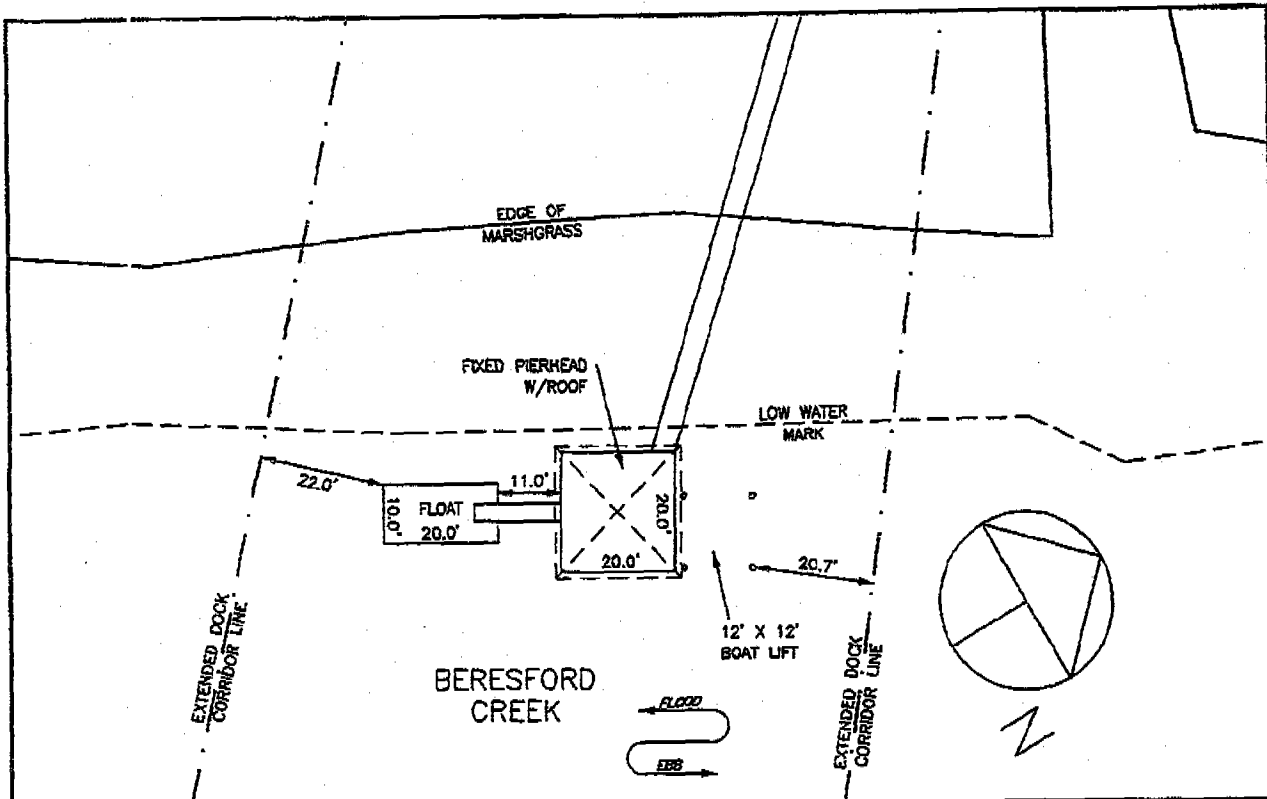 EDGE OF
MARSHGRASS
FIXED PIERHEAD
W/ROOF
LOW WATER
MARK
22.0'
11.0'
10.0'
FLOAT
20.0'
20.0'
20.0'
20.7'
12' X 12'
BOAT LIFT
EXTENDED DOCK
CORRIDOR LINE
EXTENDED DOCK
CORRIDOR LINE
BERESFORD
CREEK
FLOOD
EBB
N